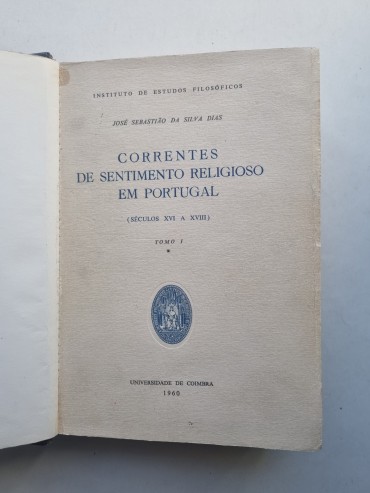 INSTITUTO DE ESTUDOS FILOSÓFICOS
JOSÉ SEBASTIÃO DA SILVA DIAS
CORRENTES
DE SENTIMENTO RELIGIOSO
EM PORTUGAL
(SÉCULOS XVI A XVIII)
TOMO I
*
UNIVERSIDADE DE COIMBRA
1960